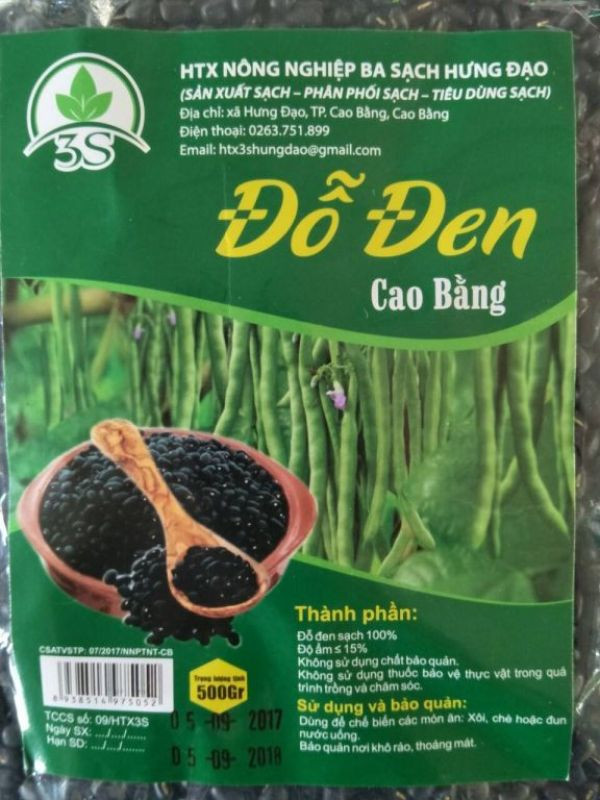 3S
HTX NÔNG NGHIỆP BA SẠCH HƯNG ĐẠO
(SẢN XUẤT SẠCH – PHÂN PHỐI SẠCH – TIÊU DÙNG SẠCH)
Địa chỉ: xã Hưng Đạo, TP. Cao Bằng, Cao Bằng
Điện thoại: 0263.751.899
Email: htx3shungdao@gmail.com
Đỗ Đen
Cao Bằng
Thành phần:
Đỗ đen sạch 100%
Độ ẩm ≤ 15%
Không sử dụng chất bảo quản.
Không sử dụng thuốc bảo vệ thực vật trong quá
trình trồng và chăm sóc.
Sử dụng và bảo quản:
Dùng để chế biến các món ăn: Xôi, chè hoặc đun
nước uống.
Bảo quản nơi khô ráo, thoáng mát.
CSATVSTP: 07/2017/NNPTNT-CB
8 938514 975052
Trọng lượng tịnh
500Gr
TCCS số: 09/HTX3S
Ngày SX: ..../..../..... 05 -09- 2017
Hạn SD: ..../..../..... 05 -09- 2018